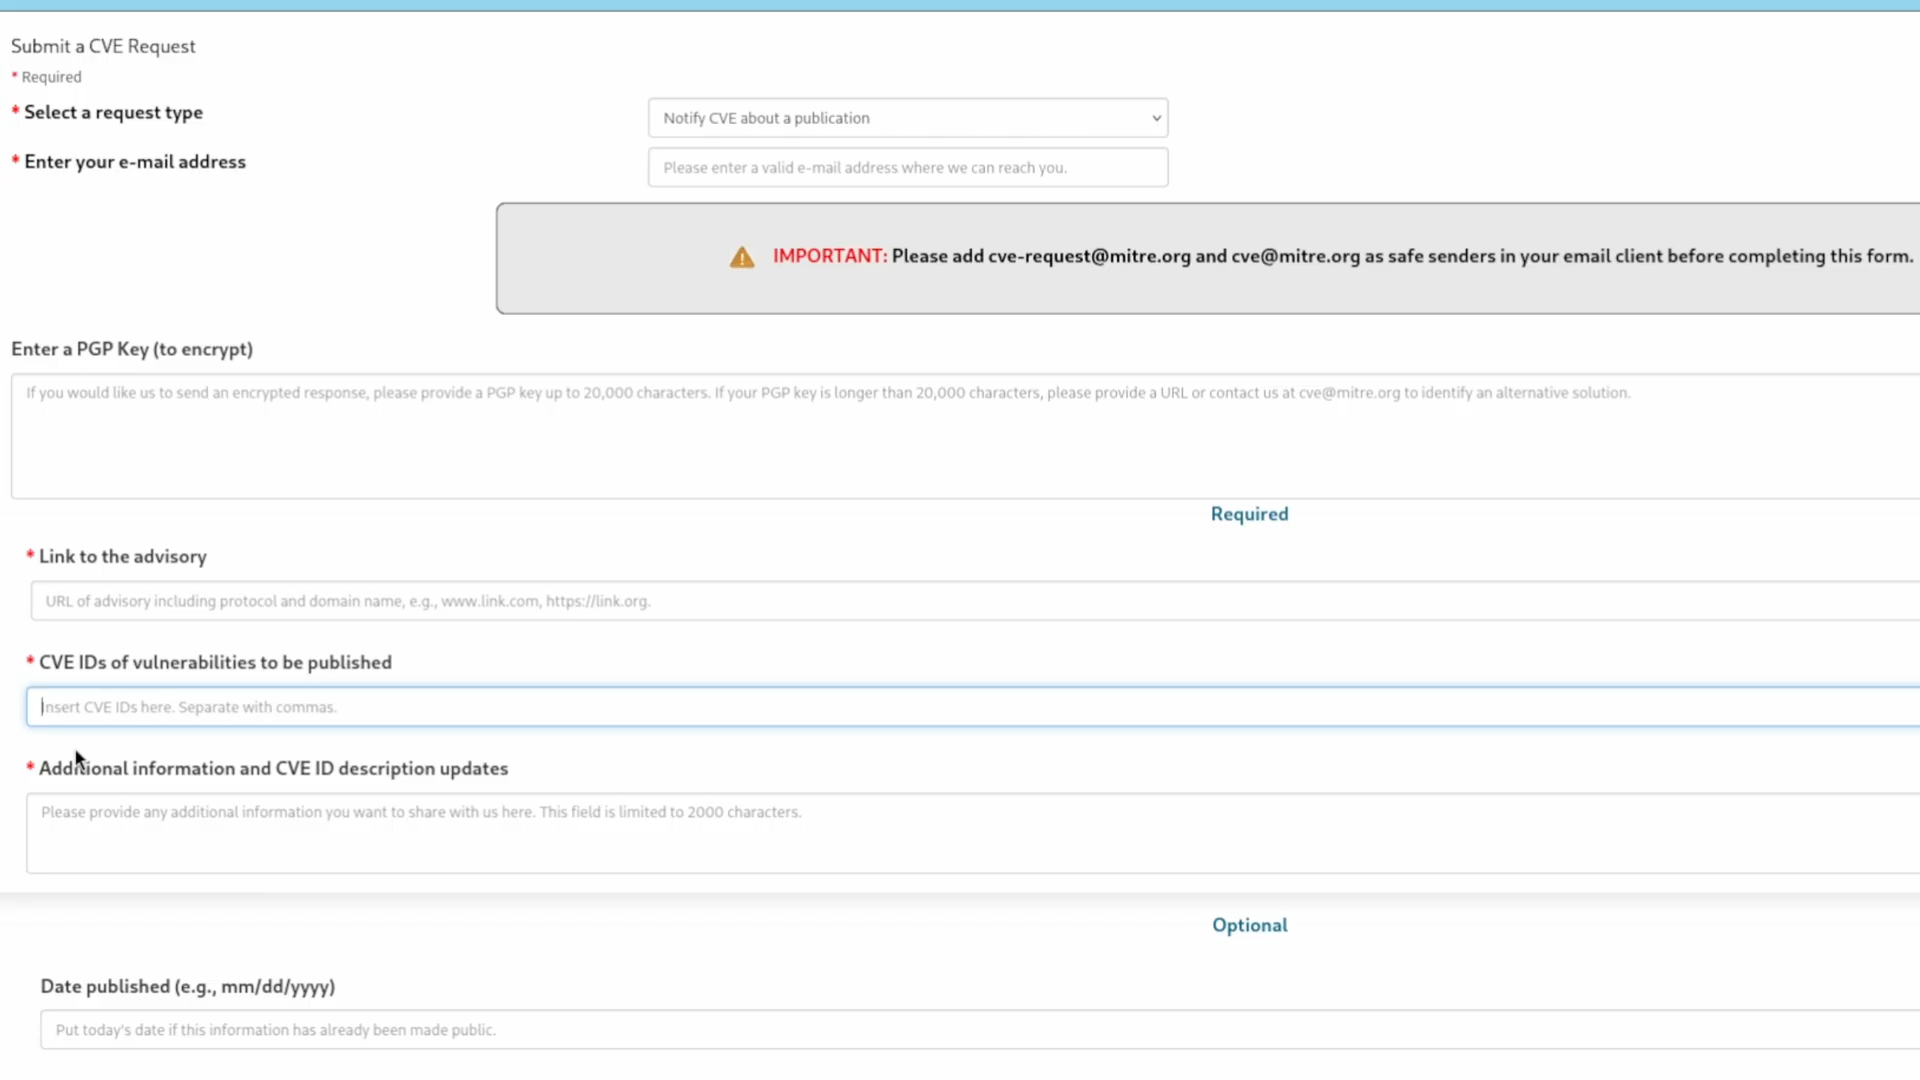 Submit a CVE Request
* Required
* Select a request type
Notify CVE about a publication
* Enter your e-mail address
Please enter a valid e-mail address where we can reach you.
IMPORTANT: Please add cve-request@mitre.org and cve@mitre.org as safe senders in your email client before completing this form.
Enter a PGP Key (to encrypt)
If you would like us to send an encrypted response, please provide a PGP key up to 20,000 characters. If your PGP key is longer than 20,000 characters, please provide a URL or contact us at cve@mitre.org to identify an alternative solution.
Required
* Link to the advisory
URL of advisory including protocol and domain name, e.g., www.link.com, https://link.org.
* CVE IDs of vulnerabilities to be published
Insert CVE IDs here. Separate with commas.
* Additional information and CVE ID description updates
Please provide any additional information you want to share with us here. This field is limited to 2000 characters.
Optional
Date published (e.g., mm/dd/yyyy)
Put today's date if this information has already been made public.